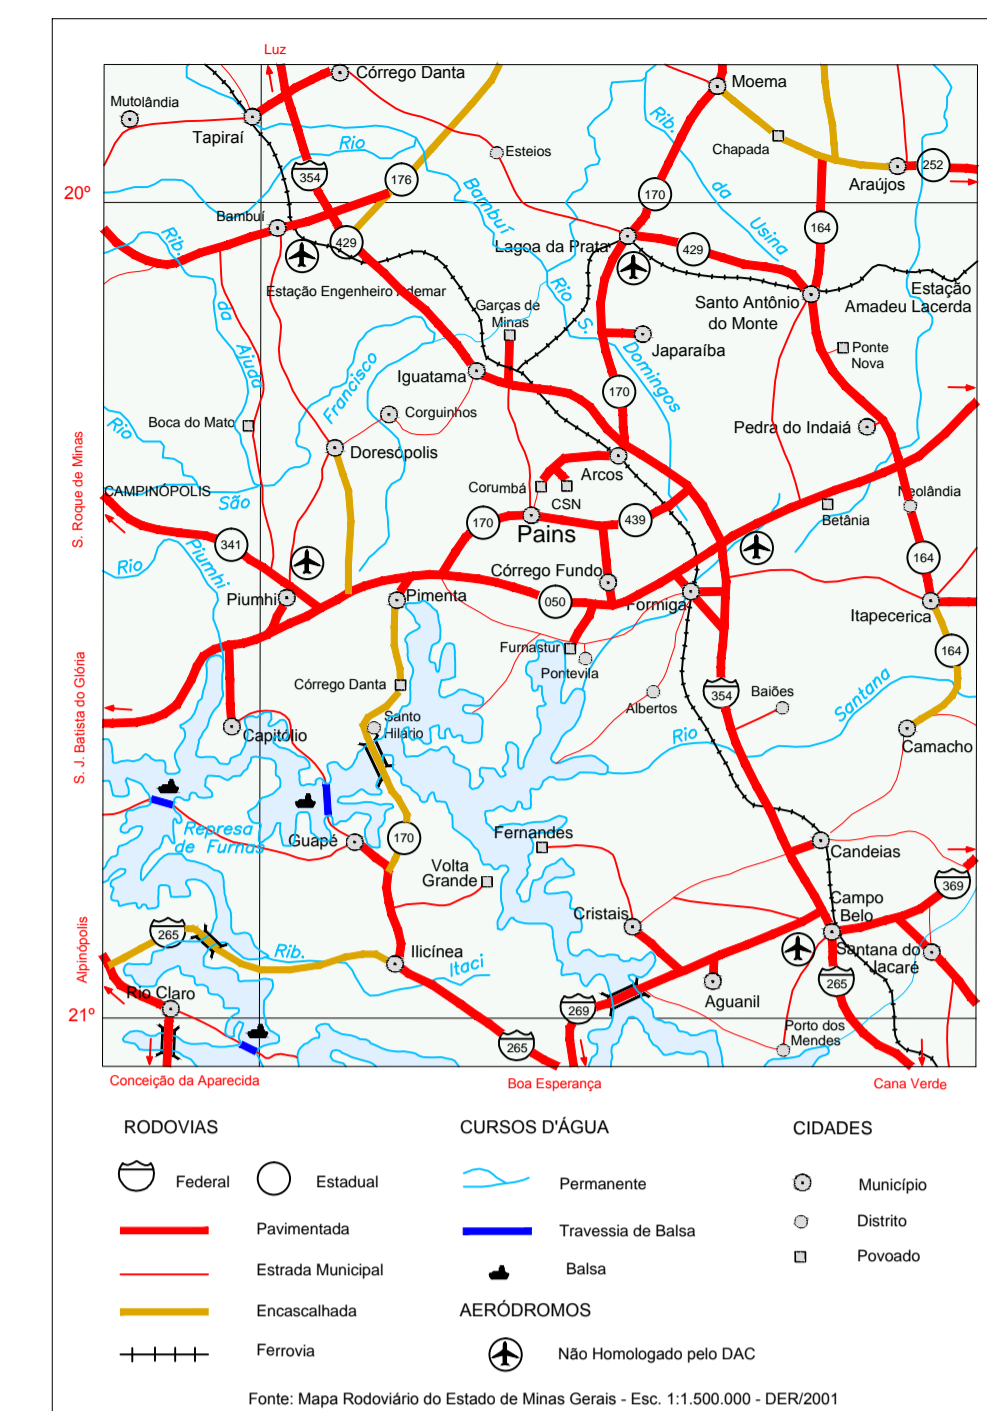 Luz
Córrego Danta
Moema
Mutolândia
Tapiraí
Rio
Esteios
Rib.
Chapada
Araújos
252
354
176
20º
170
da
Bambuí
Bambuí
Usina
164
Rib.
429
Lagoa da Prata
429
Estação Engenheiro Ademar
Estação
Amadeu Lacerda
Santo Antônio
do Monte
Garças de
Minas
Rio
S.
Domingos
da
Ajuda
Japaraíba
Ponte
Nova
Iguatama
Francisco
170
Corguinhos
Boca do Mato
Pedra do Indaiá
Rio
Doresópolis
S. Roque de Minas
Arcos
CAMPINÓPOLIS
São
Corumbá
CSN
Neolândia
Betânia
170
439
Pains
341
Piumhi
Rio
164
Córrego Fundo
Piumhi
Pimenta
050
Formiga
Itapecerica
Furnastur
Pontevila
164
S. J. Batista do Glória
Córrego Danta
354
Baiões
Santana
Albertos
Santo
Hilário
Capitólio
Rio
Camacho
Represa
de Furnas
Guapé
170
Fernandes
Candeias
Volta
Grande
369
Campo
Belo
Cristais
Alpinópolis
265
Rib.
Ilicínea
Itaci
Santana do
Jacaré
265
Rio Claro
Aguanil
269
21º
Porto dos
Mendes
265
Conceição da Aparecida
Boa Esperança
Cana Verde
RODOVIAS
CURSOS D'ÁGUA
CIDADES
Federal
Estadual
Permanente
Município
Pavimentada
Travessia de Balsa
Distrito
Estrada Municipal
Balsa
Povoado
Encascalhada
AERÓDROMOS
Ferrovia
Não Homologado pelo DAC
Fonte: Mapa Rodoviário do Estado de Minas Gerais - Esc. 1:1.500.000 - DER/2001